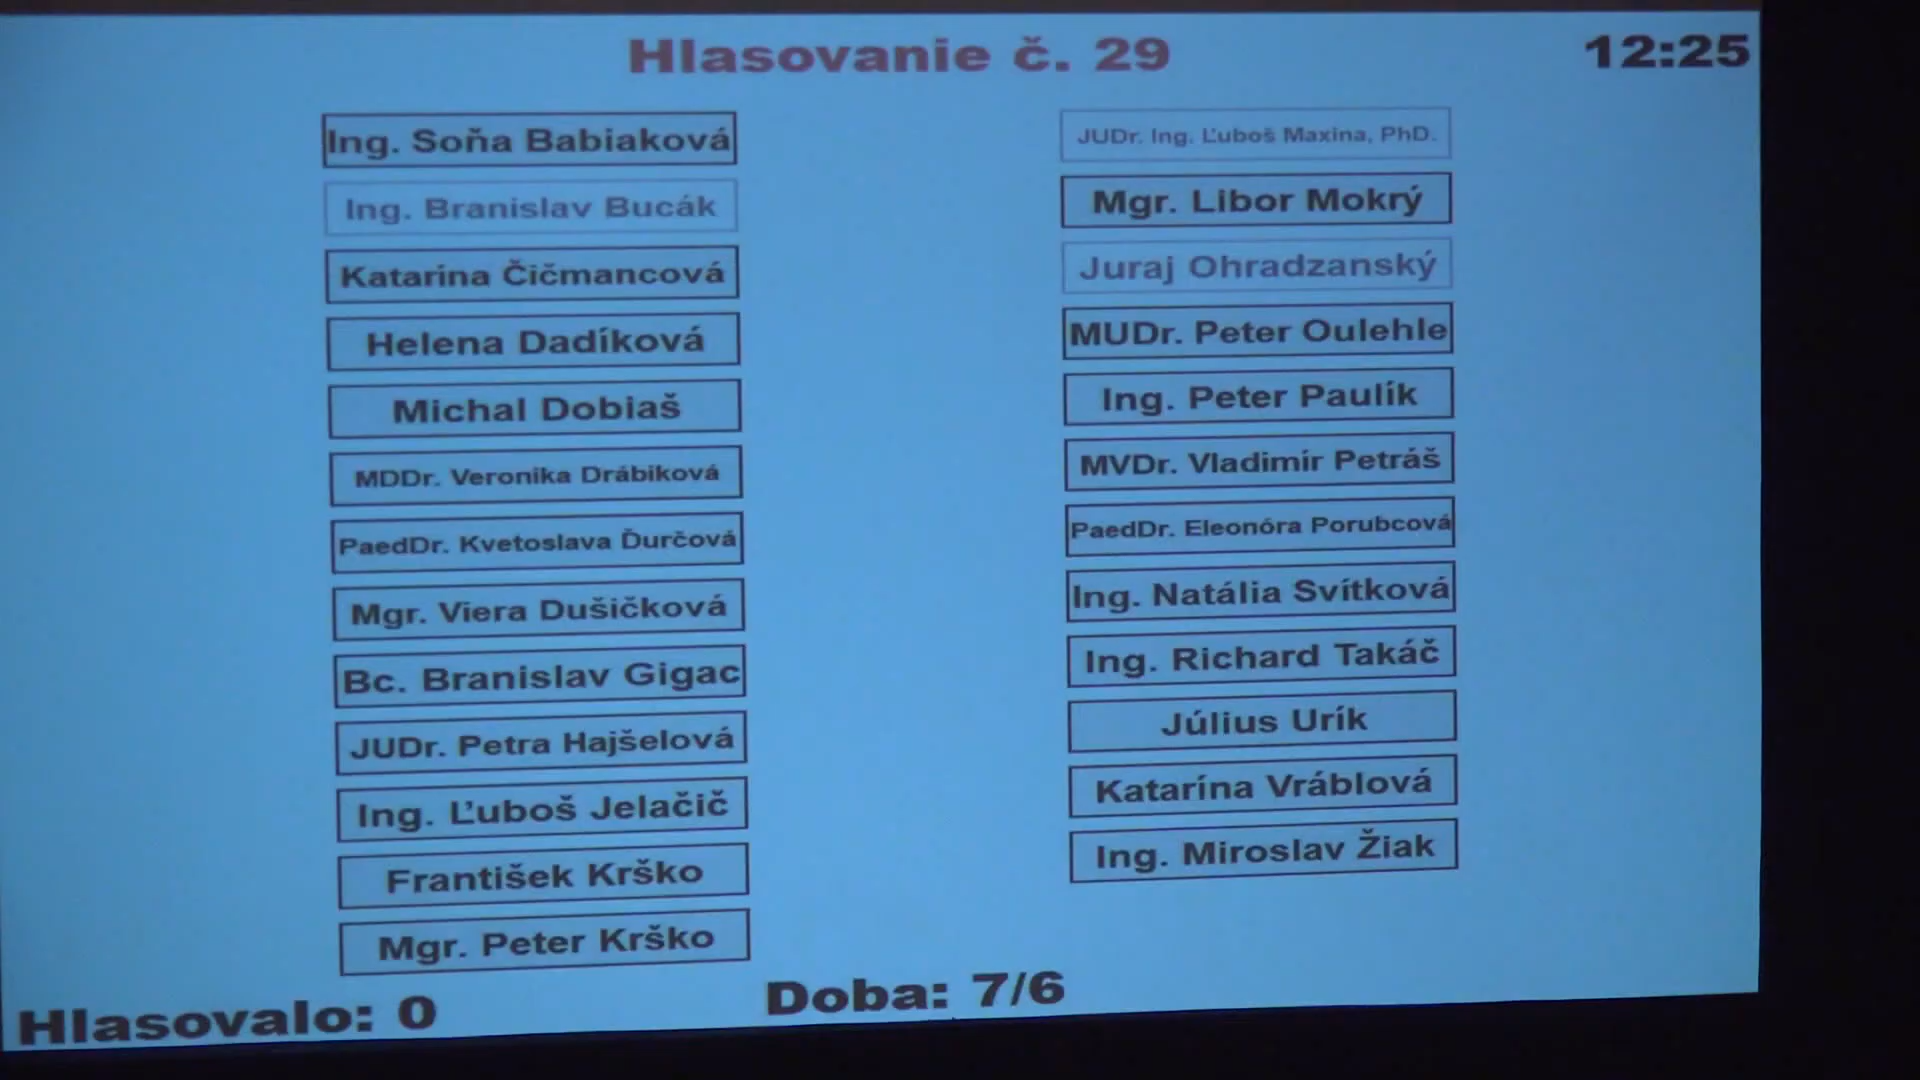 Hlasovanie č. 29
12:25
Ing. Soňa Babiaková
Ing. Branislav Bucák
Katarína Čičmancová
Helena Dadíková
Michal Dobiaš
MDDr. Veronika Drábiková
PaedDr. Kvetoslava Ďurčová
Mgr. Viera Dušičková
Bc. Branislav Gigac
JUDr. Petra Hajšelová
Ing. Ľuboš Jelačič
František Krško
Mgr. Peter Krško
JUDr. Ing. Ľuboš Maxina, PhD.
Mgr. Libor Mokrý
Juraj Ohradzanský
MUDr. Peter Oulehle
Ing. Peter Paulík
MVDr. Vladimír Petráš
PaedDr. Eleonóra Porubcová
Ing. Natália Svítková
Ing. Richard Takáč
Július Urík
Katarína Vráblová
Ing. Miroslav Žiak
Hlasovalo: 0
Doba: 7/6